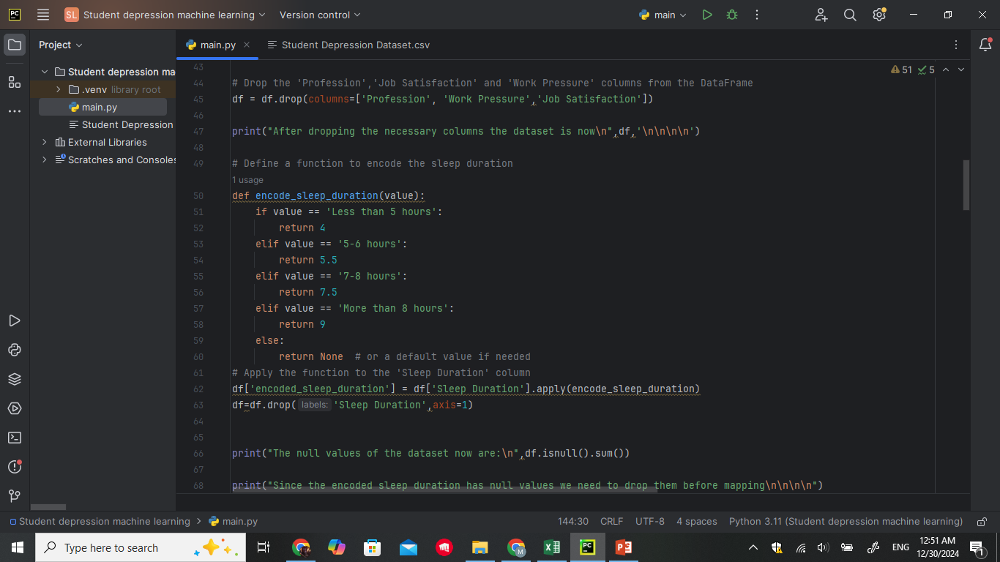 PC
SL Student depression machine learning Version control main
Project
main.py Student Depression Dataset.csv
Student depression ma
.venv library root
main.py
Student Depression
External Libraries
Scratches and Consoles
51 5
43
44 # Drop the 'Profession','Job Satisfaction' and 'Work Pressure' columns from the DataFrame
45 df = df.drop(columns=['Profession', 'Work Pressure','Job Satisfaction'])
46
47 print("After dropping the necessary columns the dataset is now\n",df,'\n\n\n\n')
48
49 # Define a function to encode the sleep duration
1 usage
50 def encode_sleep_duration(value):
51 if value == 'Less than 5 hours':
52 return 4
53 elif value == '5-6 hours':
54 return 5.5
55 elif value == '7-8 hours':
56 return 7.5
57 elif value == 'More than 8 hours':
58 return 9
59 else:
60 return None # or a default value if needed
61 # Apply the function to the 'Sleep Duration' column
62 df['encoded_sleep_duration'] = df['Sleep Duration'].apply(encode_sleep_duration)
63 df=df.drop( labels: 'Sleep Duration',axis=1)
64
65
66 print("The null values of the dataset now are:\n",df.isnull().sum())
67
68 print("Since the encoded sleep duration has null values we need to drop them before mapping\n\n\n\n")
Student depression machine learning > main.py 144:30 CRLF UTF-8 4 spaces Python 3.11 (Student depression machine learning)
Type here to search
M
PC
ENG
12:51 AM
12/30/2024
1